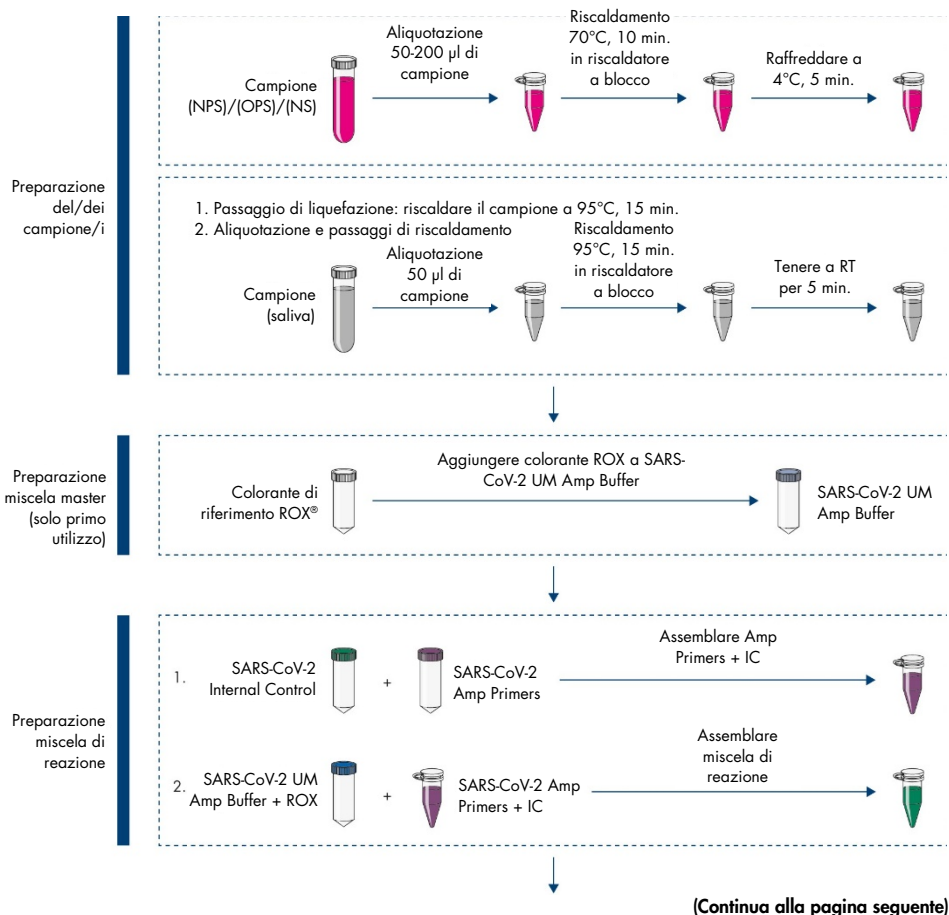 Preparazione
del/dei
campione/i
Campione
(NPS)/(OPS)/(NS)
Aliquotazione
50-200 µl di
campione
Riscaldamento
70°C, 10 min.
in riscaldatore
a blocco
Raffreddare a
4°C, 5 min.
1. Passaggio di liquefazione: riscaldare il campione a 95°C, 15 min.
2. Aliquotazione e passaggi di riscaldamento
Campione
(saliva)
Aliquotazione
50 µl di
campione
Riscaldamento
95°C, 15 min.
in riscaldatore
a blocco
Tenere a RT
per 5 min.
Preparazione
miscela master
(solo primo
utilizzo)
Colorante di
riferimento ROX®
Aggiungere colorante ROX a SARS-
CoV-2 UM Amp Buffer
SARS-CoV-2 UM
Amp Buffer
Preparazione
miscela di
reazione
1.
SARS-CoV-2
Internal Control
+
SARS-CoV-2
Amp Primers
Assemblare Amp
Primers + IC
2.
SARS-CoV-2 UM
Amp Buffer + ROX
+
SARS-CoV-2 Amp
Primers + IC
Assemblare
miscela di
reazione
(Continua alla pagina seguente)